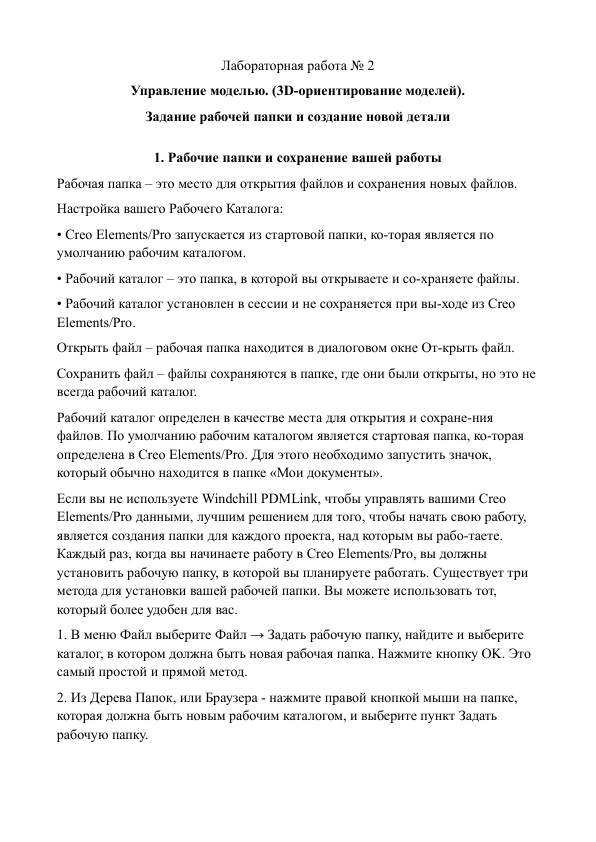 Лабораторная работа № 2
Управление моделью. (3D-ориентирование моделей).
Задание рабочей папки и создание новой детали
1. Рабочие папки и сохранение вашей работы
Рабочая папка – это место для открытия файлов и сохранения новых файлов.
Настройка вашего Рабочего Каталога:
• Creo Elements/Pro запускается из стартовой папки, ко-торая является по
умолчанию рабочим каталогом.
• Рабочий каталог – это папка, в которой вы открываете и со-храняете файлы.
• Рабочий каталог установлен в сессии и не сохраняется при вы-ходе из Creo
Elements/Pro.
Открыть файл – рабочая папка находится в диалоговом окне От-крыть файл.
Сохранить файл – файлы сохраняются в папке, где они были открыты, но это не
всегда рабочий каталог.
Рабочий каталог определен в качестве места для открытия и сохране-ния
файлов. По умолчанию рабочим каталогом является стартовая папка, ко-торая
определена в Creo Elements/Pro. Для этого необходимо запустить значок,
который обычно находится в папке «Мои документы».
Если вы не используете Windchill PDMLink, чтобы управлять вашими Creo
Elements/Pro данными, лучшим решением для того, чтобы начать свою работу,
является создания папки для каждого проекта, над которым вы рабо-таете.
Каждый раз, когда вы начинаете работу в Creo Elements/Pro, вы должны
установить рабочую папку, в которой вы планируете работать. Существует три
метода для установки вашей рабочей папки. Вы можете использовать тот,
который более удобен для вас.
1. В меню Файл выберите Файл → Задать рабочую папку, найдите и выберите
каталог, в котором должна быть новая рабочая папка. Нажмите кнопку OK. Это
самый простой и прямой метод.
2. Из Дерева Папок, или Браузера - нажмите правой кнопкой мыши на папке,
которая должна быть новым рабочим каталогом, и выберите пункт Задать
рабочую папку.